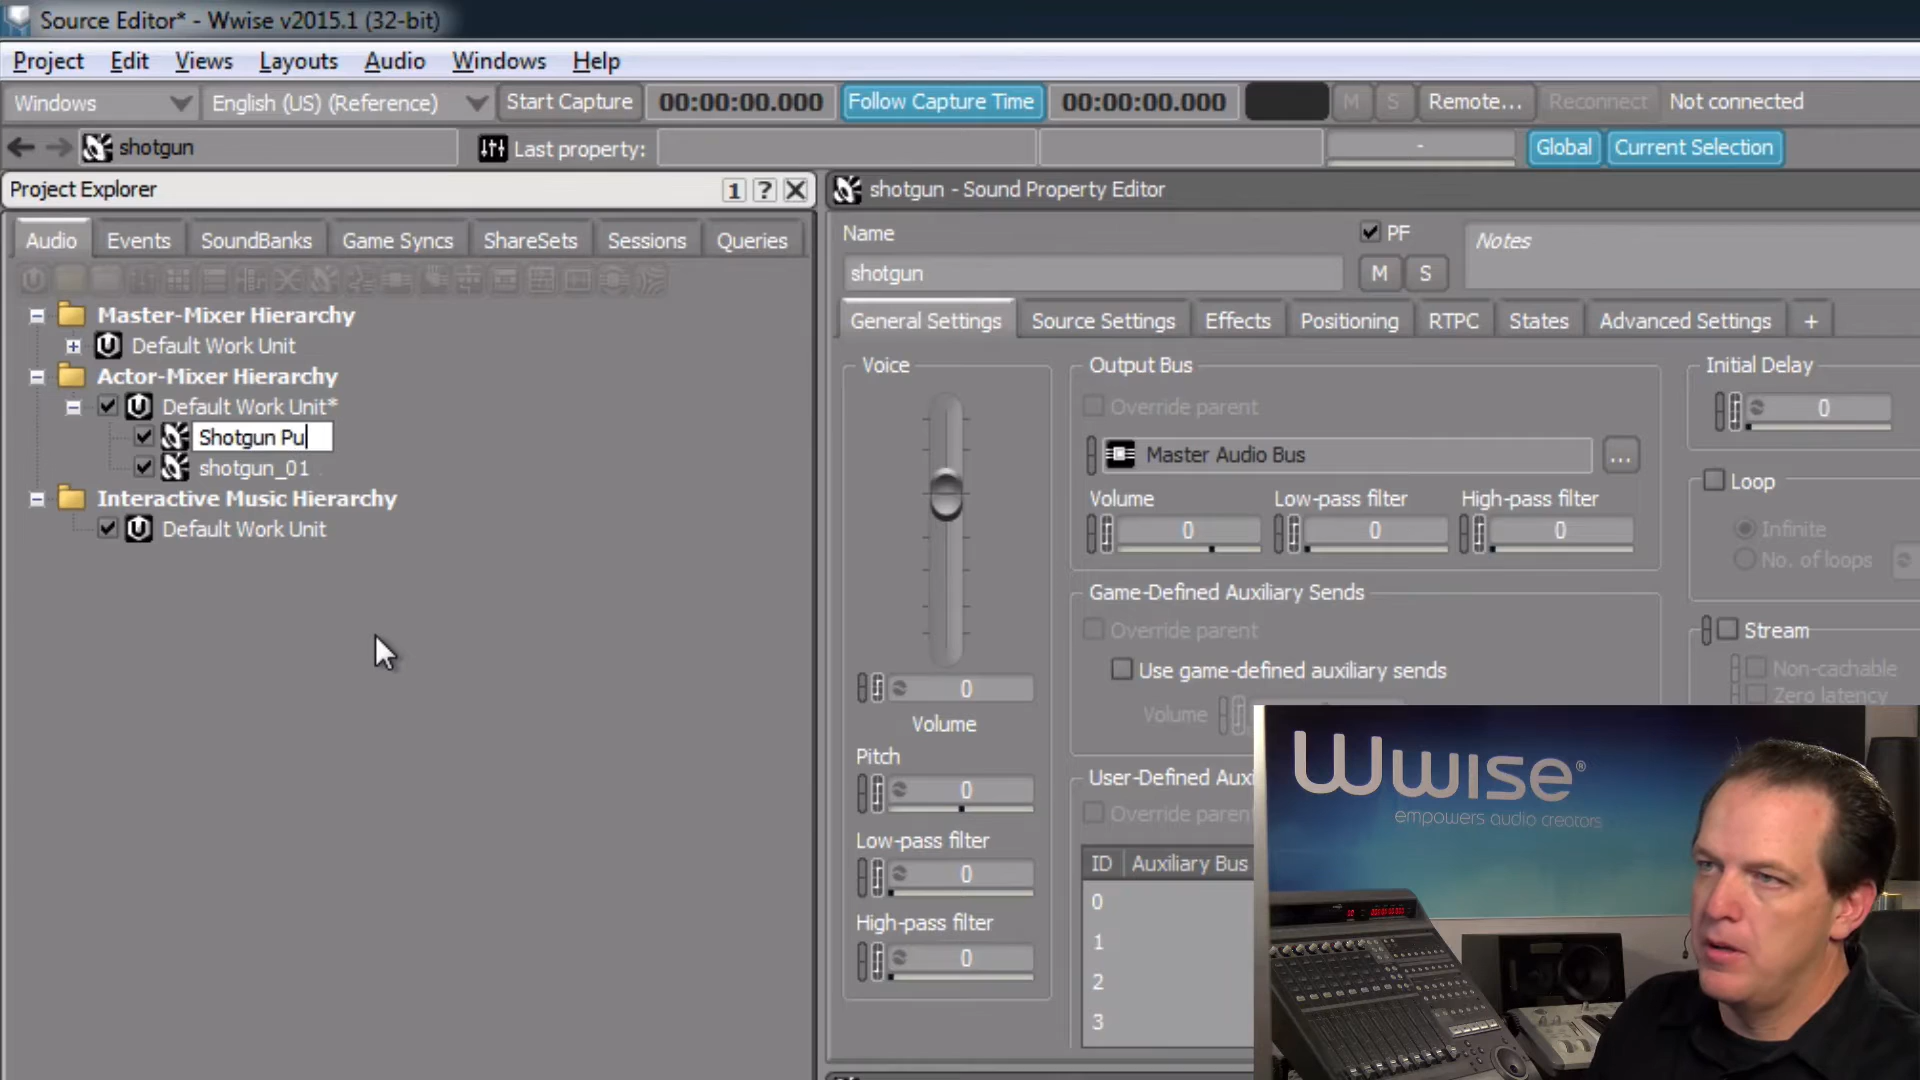 Source Editor* - Wwise v2015.1 (32-bit)
Project Edit Views Layouts Audio Windows Help
Windows English (US) (Reference) Start Capture 00:00:00.000 Follow Capture Time 00:00:00.000 M S Remote... Reconnect Not connected
shotgun Last property: - Global Current Selection
Project Explorer 1 ? X
shotgun - Sound Property Editor
Audio Events SoundBanks Game Syncs ShareSets Sessions Queries
Name PF Notes
shotgun M S
Master-Mixer Hierarchy
Default Work Unit
Actor-Mixer Hierarchy
Default Work Unit*
Shotgun Pu
shotgun_01
Interactive Music Hierarchy
Default Work Unit
General Settings Source Settings Effects Positioning RTPC States Advanced Settings +
Voice
0
Volume
Pitch
0
Low-pass filter
0
High-pass filter
0
Output Bus
Override parent
Master Audio Bus ...
Volume Low-pass filter High-pass filter
0 0 0
Game-Defined Auxiliary Sends
Override parent
Use game-defined auxiliary sends
Volume
User-Defined Aux
Override parent
ID Auxiliary Bus
0
1
2
3
Initial Delay
0
Loop
Infinite
No. of loops
Stream
Non-cachable
Zero latency
Wwise®
empowers audio creators